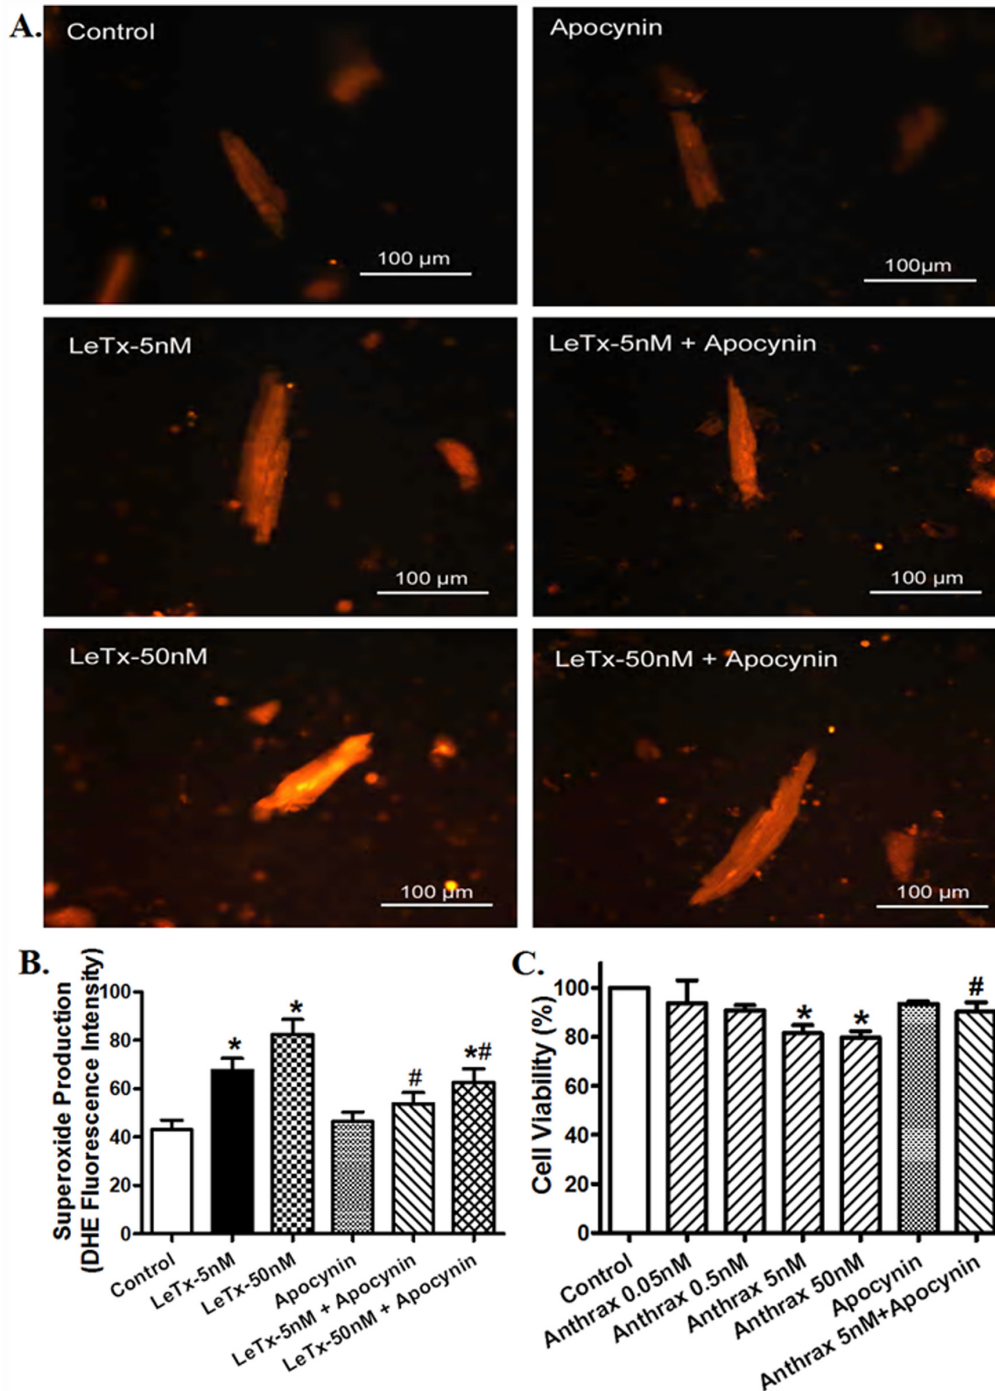 A.
Control
Apocynin
100 µm
100µm
LeTx-5nM
LeTx-5nM + Apocynin
100 µm
100 µm
LeTx-50nM
LeTx-50nM + Apocynin
100 µm
100 µm
B.
Superoxide Production
(DHE Fluorescence Intensity)
100
80
60
40
20
0
*
*
#
*#
Control
LeTx-5nM
LeTx-50nM
Apocynin
LeTx-5nM + Apocynin
LeTx-50nM + Apocynin
C.
Cell Viability (%)
100
80
60
40
20
0
*
*
#
Control
Anthrax 0.05nM
Anthrax 0.5nM
Anthrax 5nM
Anthrax 50nM
Apocynin
Anthrax 5nM+Apocynin